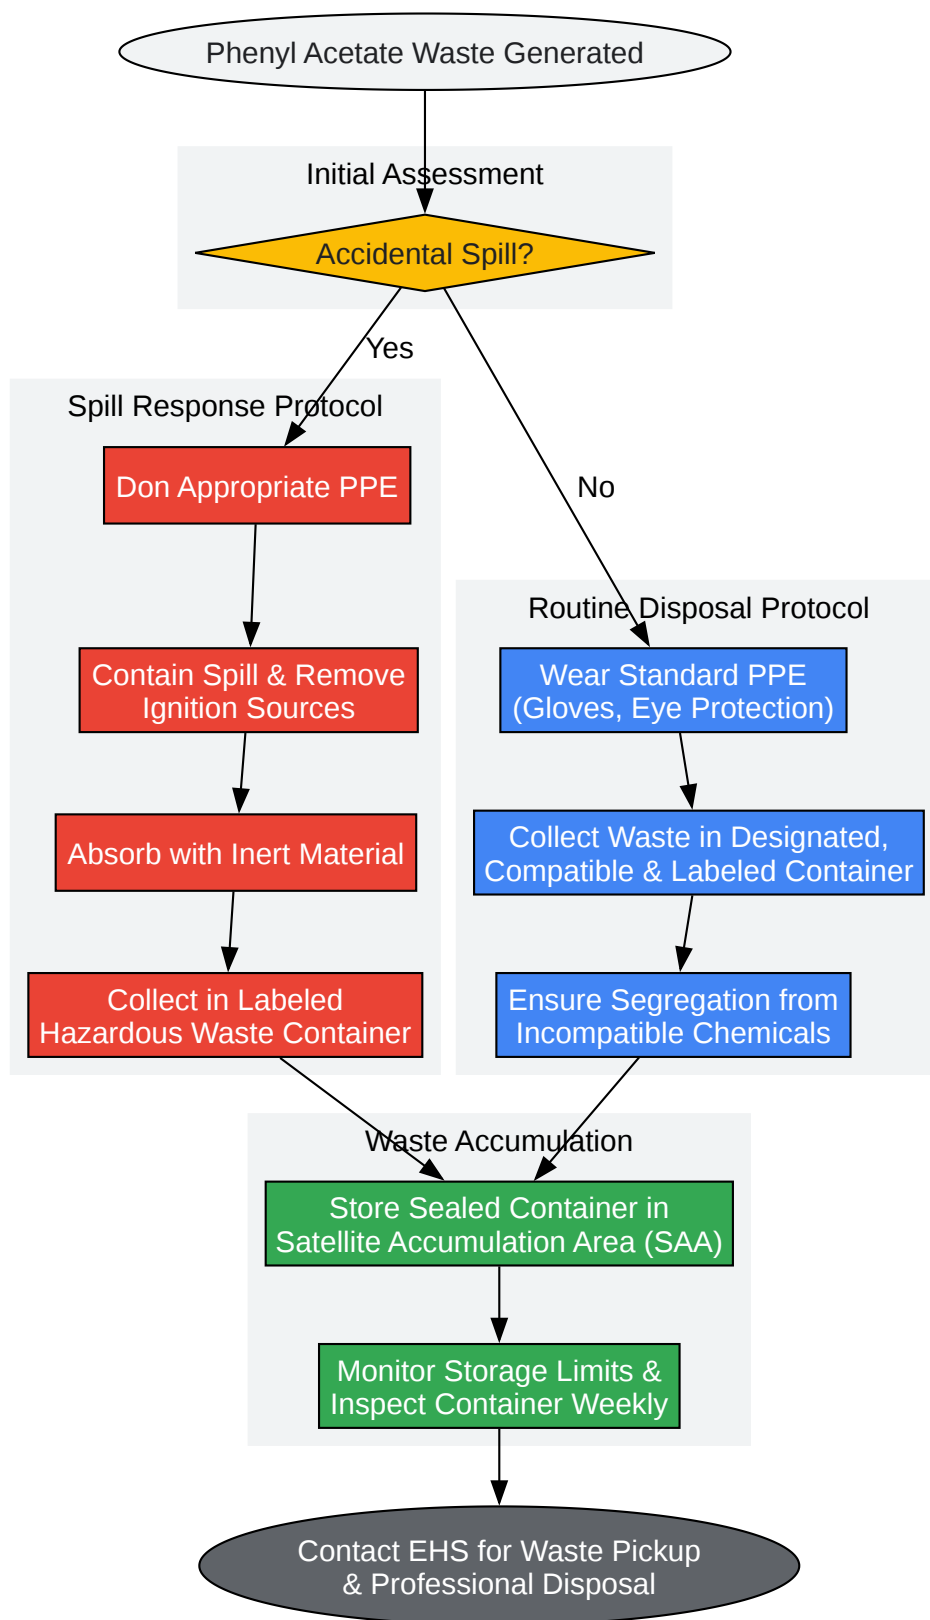 Phenyl Acetate Waste Generated
Initial Assessment
Accidental Spill?
Yes
Spill Response Protocol
Don Appropriate PPE
Contain Spill & Remove
Ignition Sources
Absorb with Inert Material
Collect in Labeled
Hazardous Waste Container
No
Routine Disposal Protocol
Wear Standard PPE
(Gloves, Eye Protection)
Collect Waste in Designated,
Compatible & Labeled Container
Ensure Segregation from
Incompatible Chemicals
Waste Accumulation
Store Sealed Container in
Satellite Accumulation Area (SAA)
Monitor Storage Limits &
Inspect Container Weekly
Contact EHS for Waste Pickup
& Professional Disposal